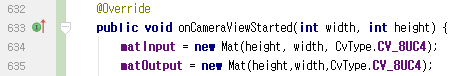 632 @Override
633 public void onCameraViewStarted(int width, int height) {
634 matInput = new Mat(height, width, CvType.CV_8UC4);
635 matOutput = new Mat(height,width,CvType.CV_8UC4);